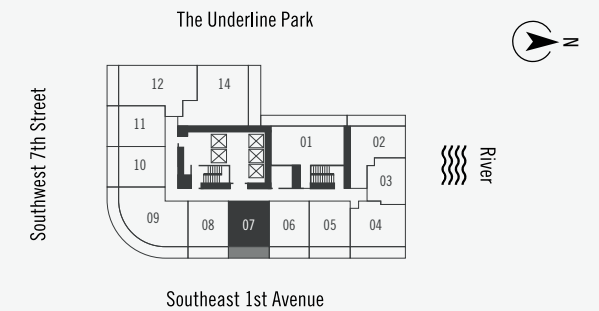 The Underline Park
N
Southwest 7th Street
12
14
11
01
02
10
03
09
08
07
06
05
04
River
Southeast 1st Avenue